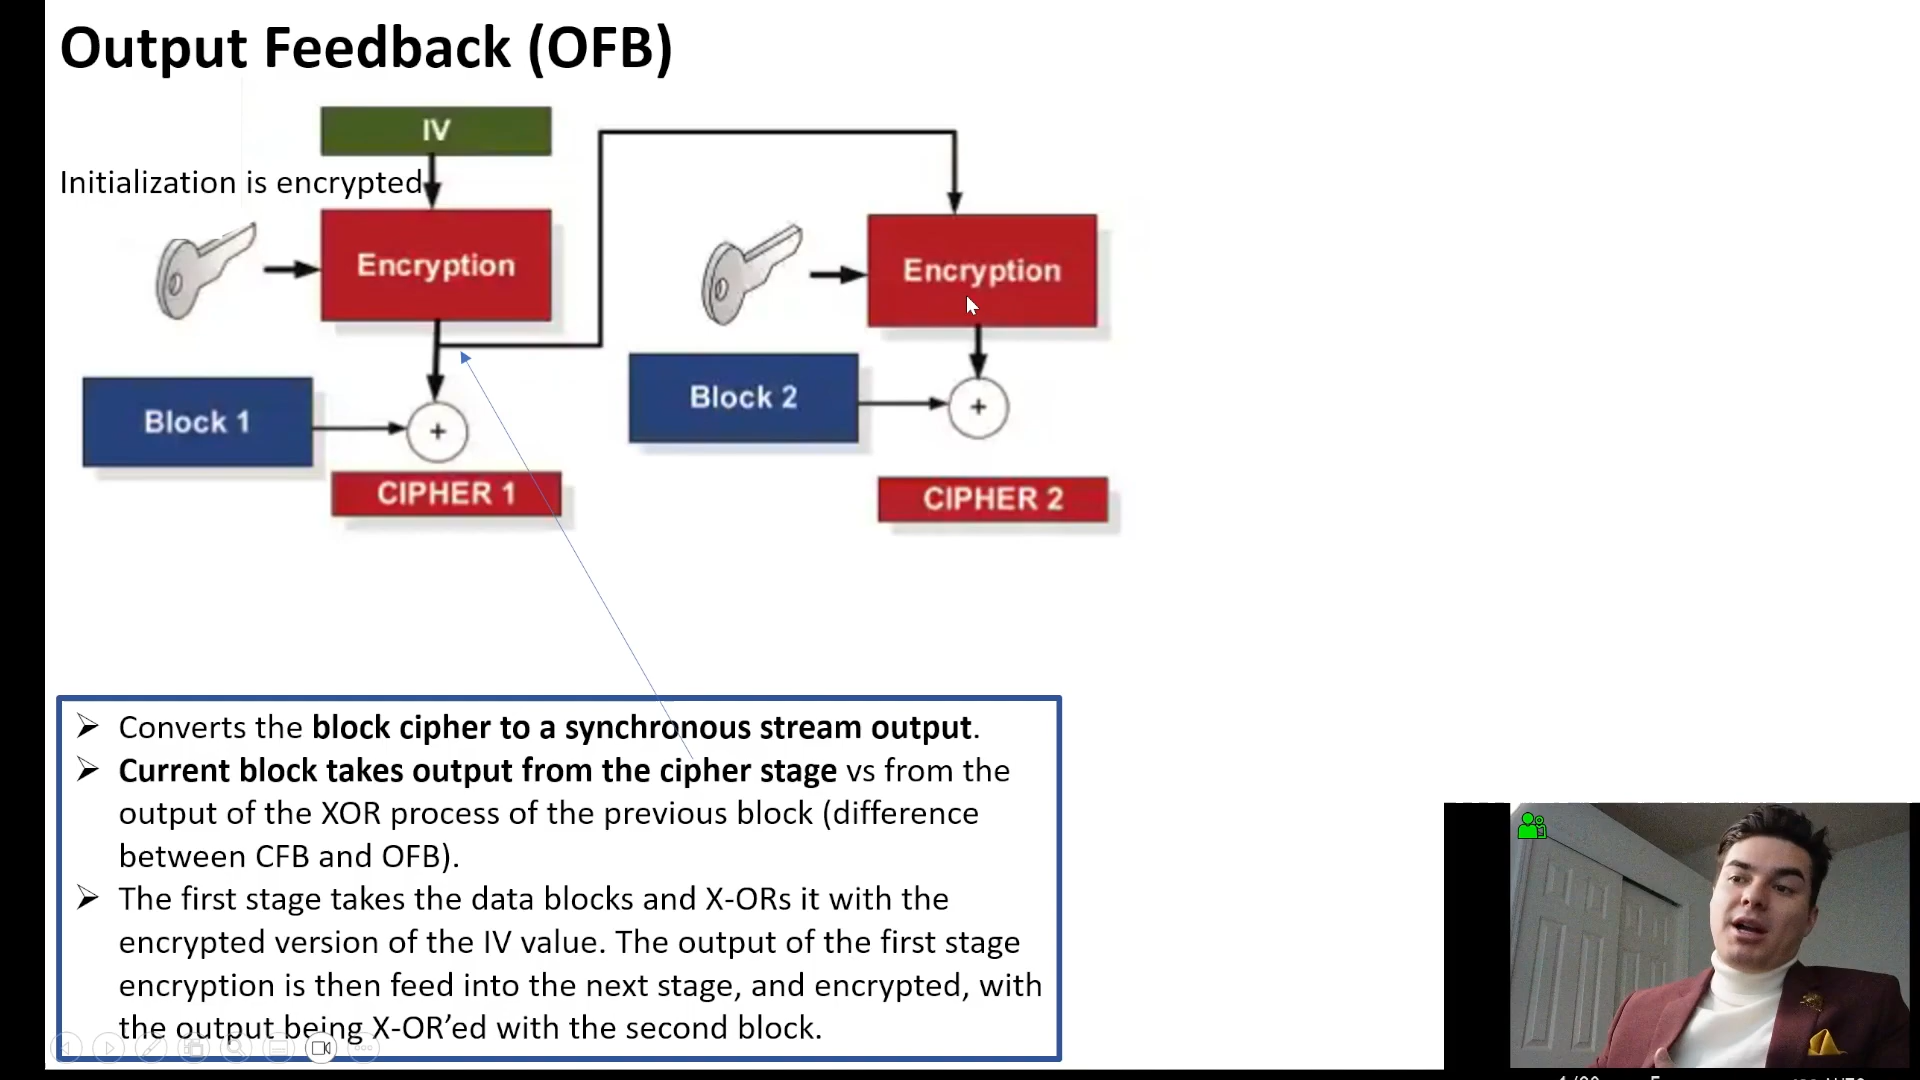 Output Feedback (OFB)
IV
Initialization is encrypted
Encryption
Encryption
Block 1
Block 2
+
+
CIPHER 1
CIPHER 2
➢ Converts the block cipher to a synchronous stream output.
➢ Current block takes output from the cipher stage vs from the
output of the XOR process of the previous block (difference
between CFB and OFB).
➢ The first stage takes the data blocks and X-ORs it with the
encrypted version of the IV value. The output of the first stage
encryption is then feed into the next stage, and encrypted, with
the output being X-OR’ed with the second block.